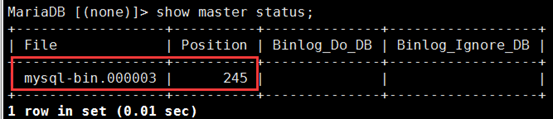 MariaDB [(none)]> show master status;
+------------------+----------+--------------+------------------+
| File | Position | Binlog_Do_DB | Binlog_Ignore_DB |
+------------------+----------+--------------+------------------+
| mysql-bin.000003 | 245 | | |
+------------------+----------+--------------+------------------+
1 row in set (0.01 sec)